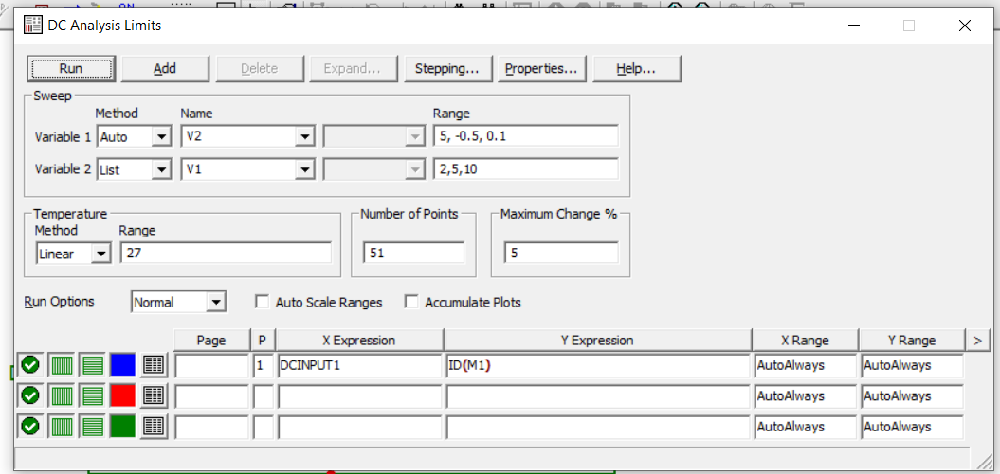 DC Analysis Limits
Run Add Delete Expand... Stepping... Properties... Help...
Sweep
Method Name Range
Variable 1 Auto V2 5, -0.5, 0.1
Variable 2 List V1 2,5,10
Temperature Number of Points Maximum Change %
Method Range
Linear 27 51 5
Run Options Normal Auto Scale Ranges Accumulate Plots
Page P X Expression Y Expression X Range Y Range >
1 DCINPUT1 ID(M1) AutoAlways AutoAlways
AutoAlways AutoAlways
AutoAlways AutoAlways